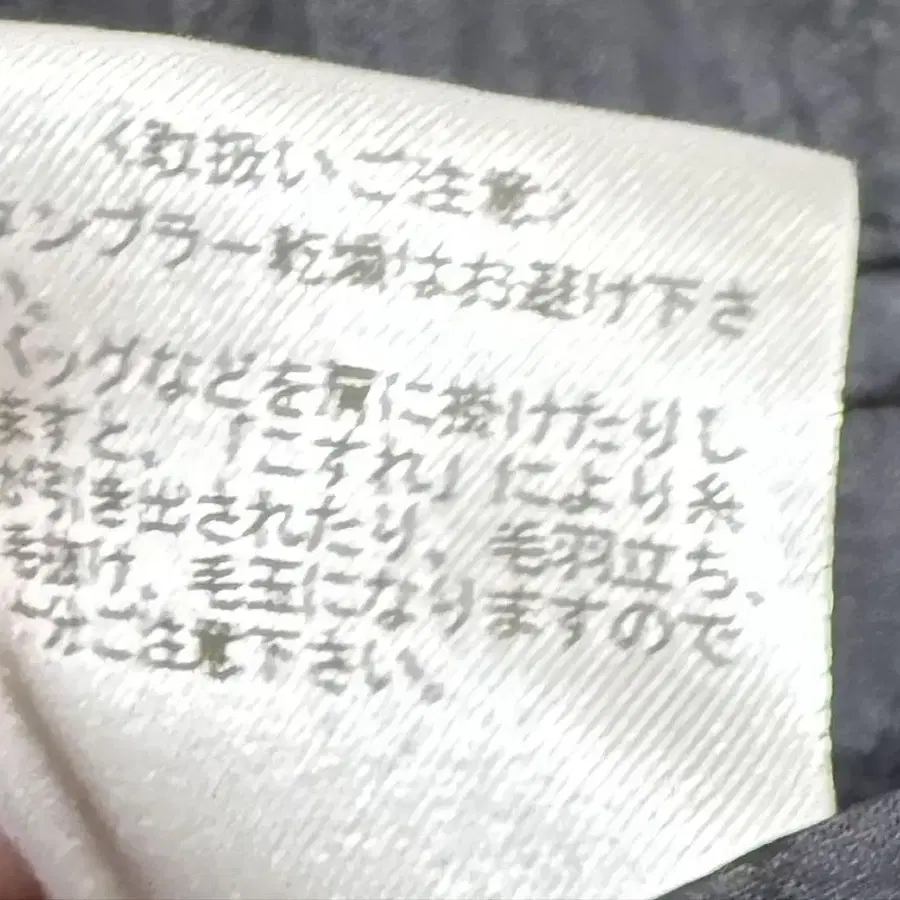 〈取扱いご注意〉
タンブラー乾燥はお避け下さ
い。
バッグなどを肩に掛けたりし
ますと、「こすれ」により糸
が引き出されたり、毛羽立ち、
毛抜け、毛玉になりますので
ご注意下さい。